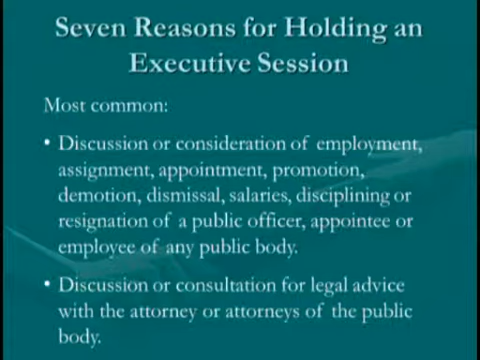 Seven Reasons for Holding an
Executive Session
Most common:
• Discussion or consideration of employment,
assignment, appointment, promotion,
demotion, dismissal, salaries, disciplining or
resignation of a public officer, appointee or
employee of any public body.
• Discussion or consultation for legal advice
with the attorney or attorneys of the public
body.